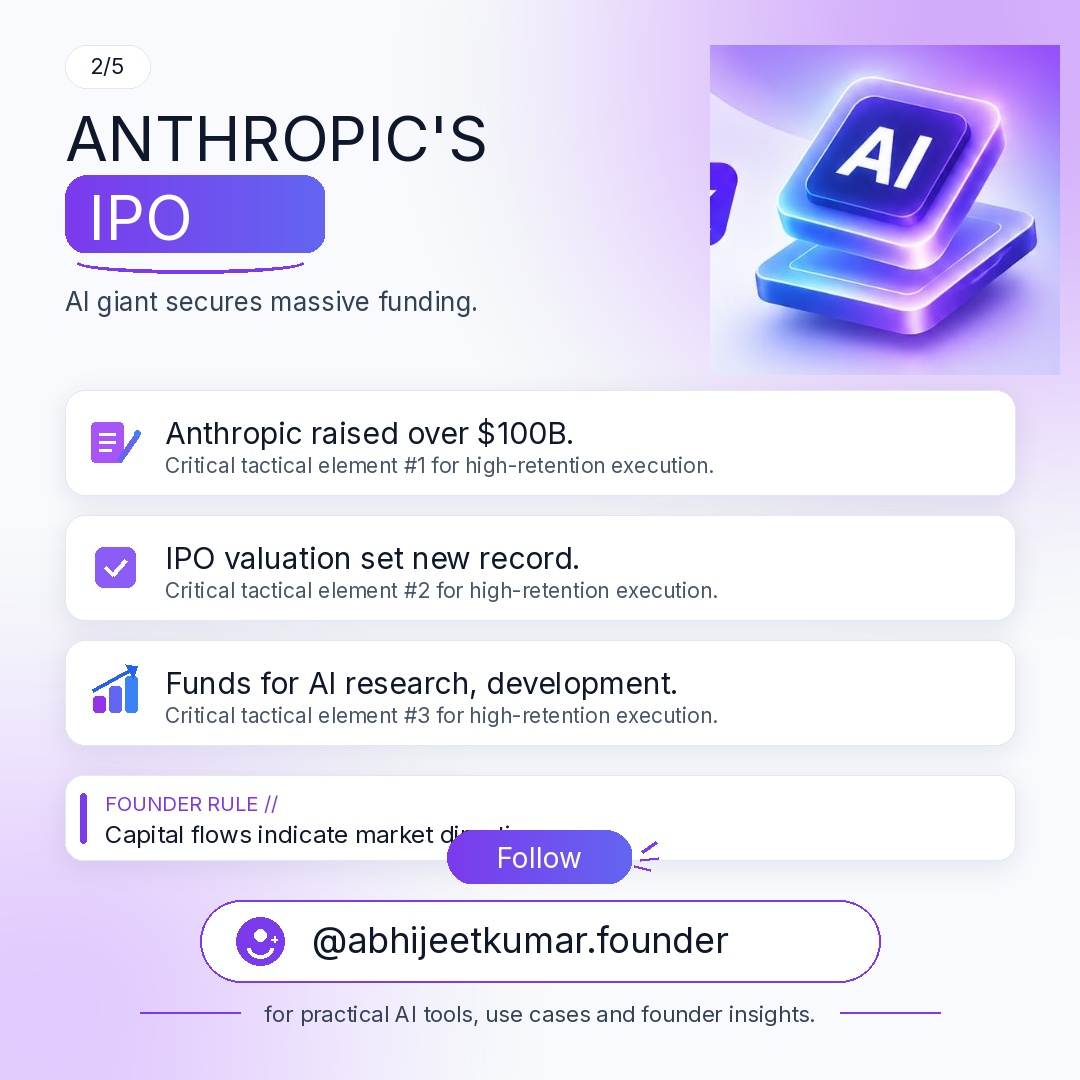 2/5
ANTHROPIC'S
IPO
AI giant secures massive funding.
AI
Anthropic raised over $100B.
Critical tactical element #1 for high-retention execution.
IPO valuation set new record.
Critical tactical element #2 for high-retention execution.
Funds for AI research, development.
Critical tactical element #3 for high-retention execution.
FOUNDER RULE //
Capital flows indicate market
Follow
@abhijeetkumar.founder
for practical AI tools, use cases and founder insights.